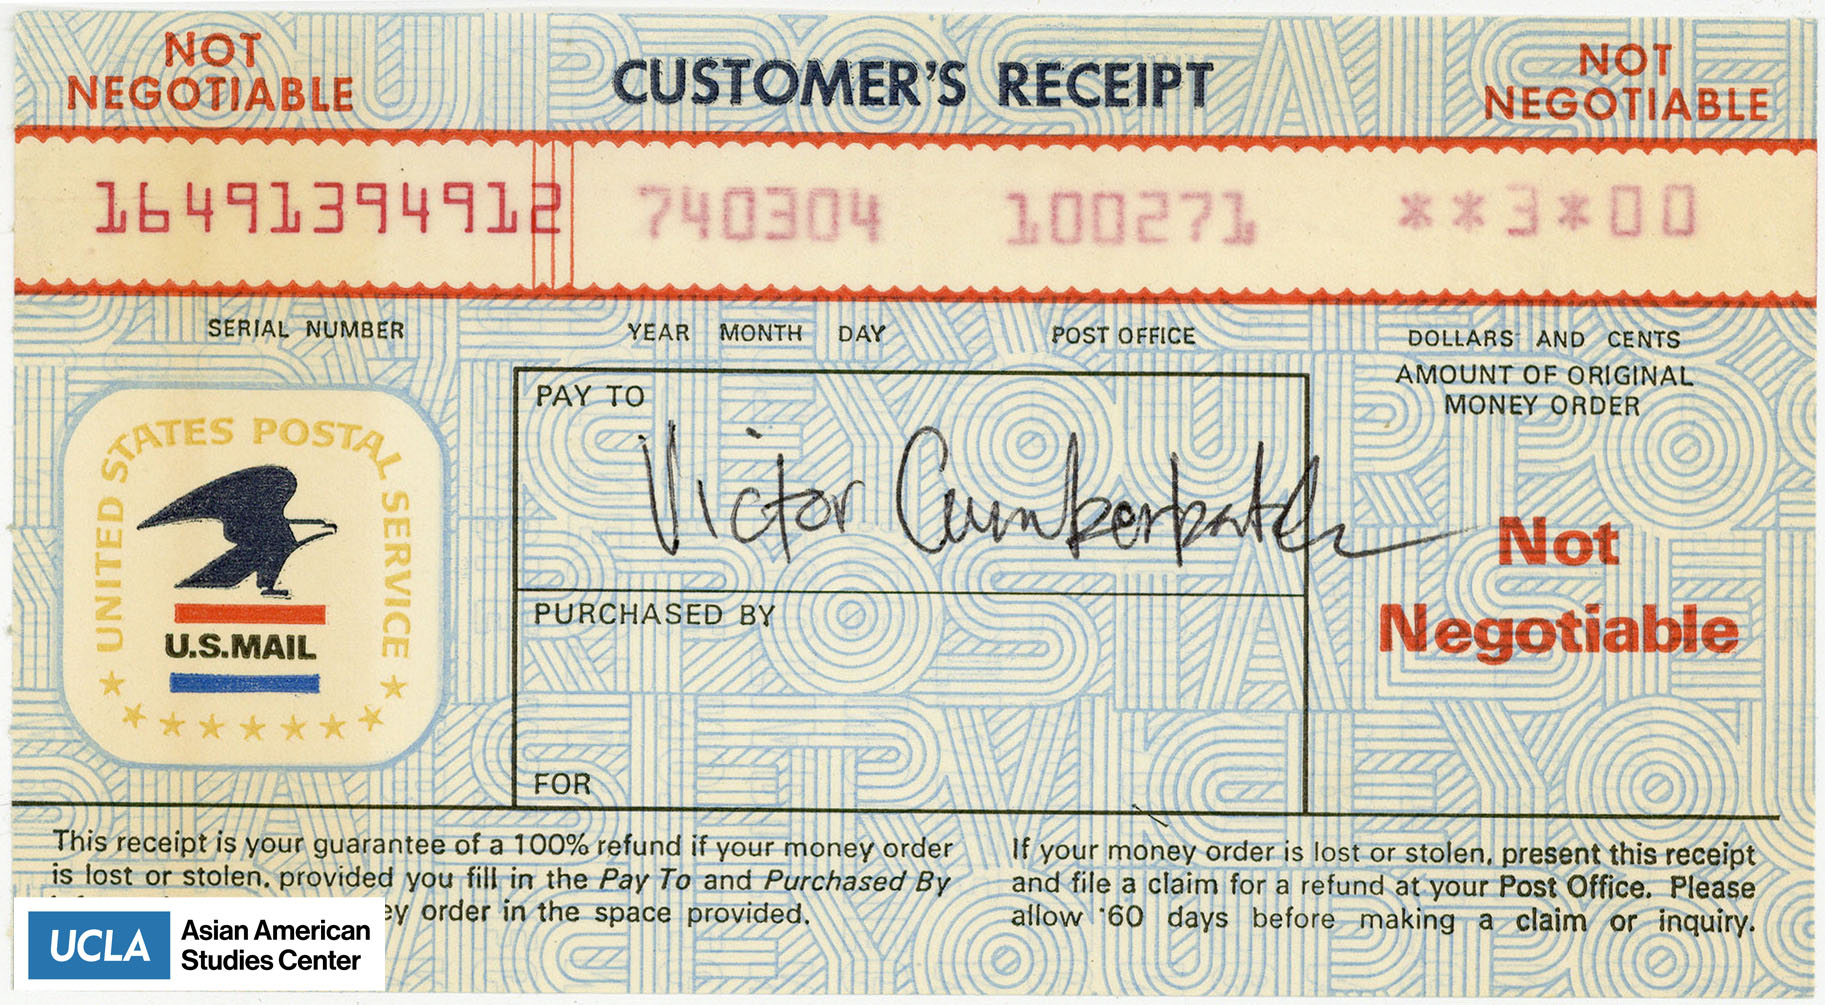 NOT
NEGOTIABLE
CUSTOMER'S RECEIPT
NOT
NEGOTIABLE
16491394912 740304 100271 **3*00
SERIAL NUMBER YEAR MONTH DAY POST OFFICE DOLLARS AND CENTS
AMOUNT OF ORIGINAL
MONEY ORDER
UNITED STATES POSTAL SERVICE
U.S.MAIL
PAY TO
Victor Cumberbatch
PURCHASED BY
FOR
Not
Negotiable
This receipt is your guarantee of a 100% refund if your money order
is lost or stolen, provided you fill in the Pay To and Purchased By
order in the space provided.
If your money order is lost or stolen, present this receipt
and file a claim for a refund at your Post Office. Please
allow 60 days before making a claim or inquiry.
UCLA
Asian American
Studies Center